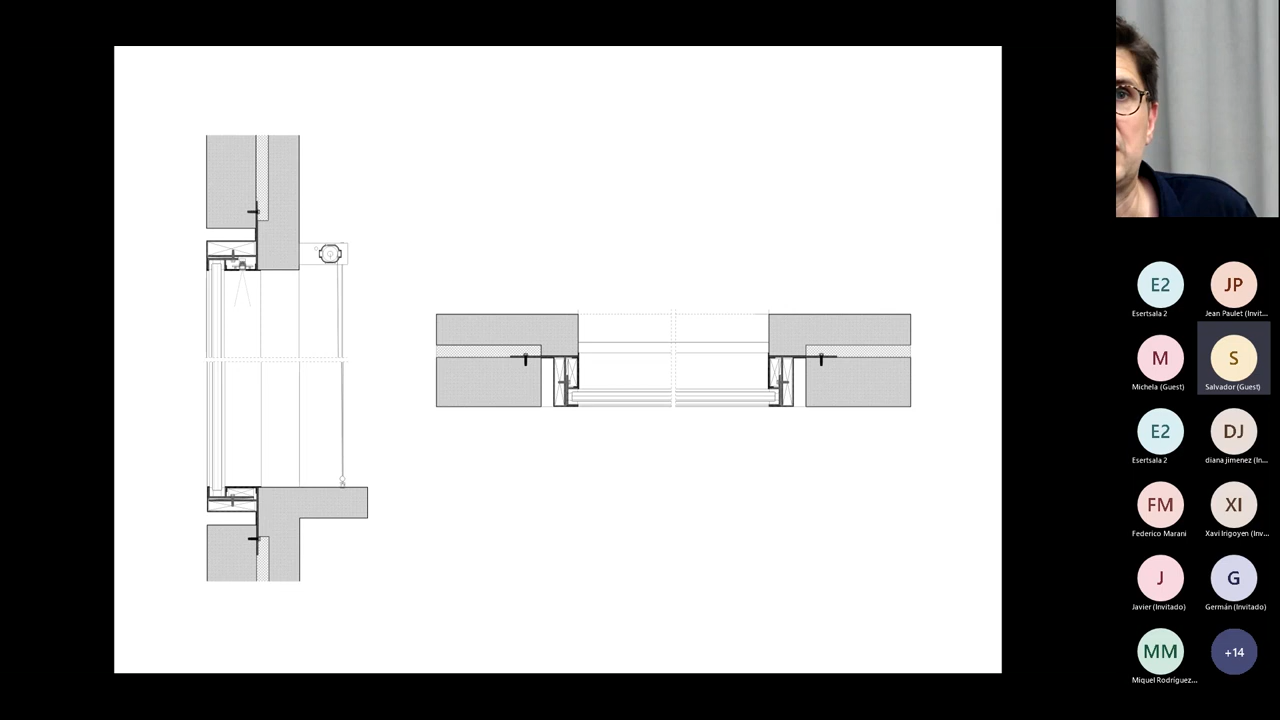 E2
JP
Esertsala 2
Jean Paulet (Invit...
M
S
Michela (Guest)
Salvador (Guest)
E2
DJ
Esertsala 2
diana jimenez (In...
FM
XI
Federico Marani
Xavi Irigoyen (Inv...
J
G
Javier (Invitado)
Germán (Invitado)
MM
+14
Miquel Rodríguez...